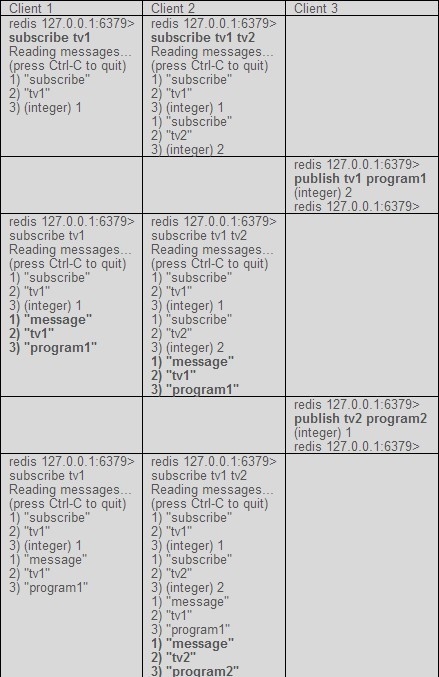 Client 1
Client 2
Client 3
redis 127.0.0.1:6379>
subscribe tv1
Reading messages...
(press Ctrl-C to quit)
1) "subscribe"
2) "tv1"
3) (integer) 1
redis 127.0.0.1:6379>
subscribe tv1 tv2
Reading messages...
(press Ctrl-C to quit)
1) "subscribe"
2) "tv1"
3) (integer) 1
1) "subscribe"
2) "tv2"
3) (integer) 2
redis 127.0.0.1:6379>
publish tv1 program1
(integer) 2
redis 127.0.0.1:6379>
redis 127.0.0.1:6379>
subscribe tv1
Reading messages...
(press Ctrl-C to quit)
1) "subscribe"
2) "tv1"
3) (integer) 1
1) "message"
2) "tv1"
3) "program1"
redis 127.0.0.1:6379>
subscribe tv1 tv2
Reading messages...
(press Ctrl-C to quit)
1) "subscribe"
2) "tv1"
3) (integer) 1
1) "subscribe"
2) "tv2"
3) (integer) 2
1) "message"
2) "tv1"
3) "program1"
redis 127.0.0.1:6379>
publish tv2 program2
(integer) 1
redis 127.0.0.1:6379>
redis 127.0.0.1:6379>
subscribe tv1
Reading messages...
(press Ctrl-C to quit)
1) "subscribe"
2) "tv1"
3) (integer) 1
1) "message"
2) "tv1"
3) "program1"
redis 127.0.0.1:6379>
subscribe tv1 tv2
Reading messages...
(press Ctrl-C to quit)
1) "subscribe"
2) "tv1"
3) (integer) 1
1) "subscribe"
2) "tv2"
3) (integer) 2
1) "message"
2) "tv1"
3) "program1"
1) "message"
2) "tv2"
3) "program2"